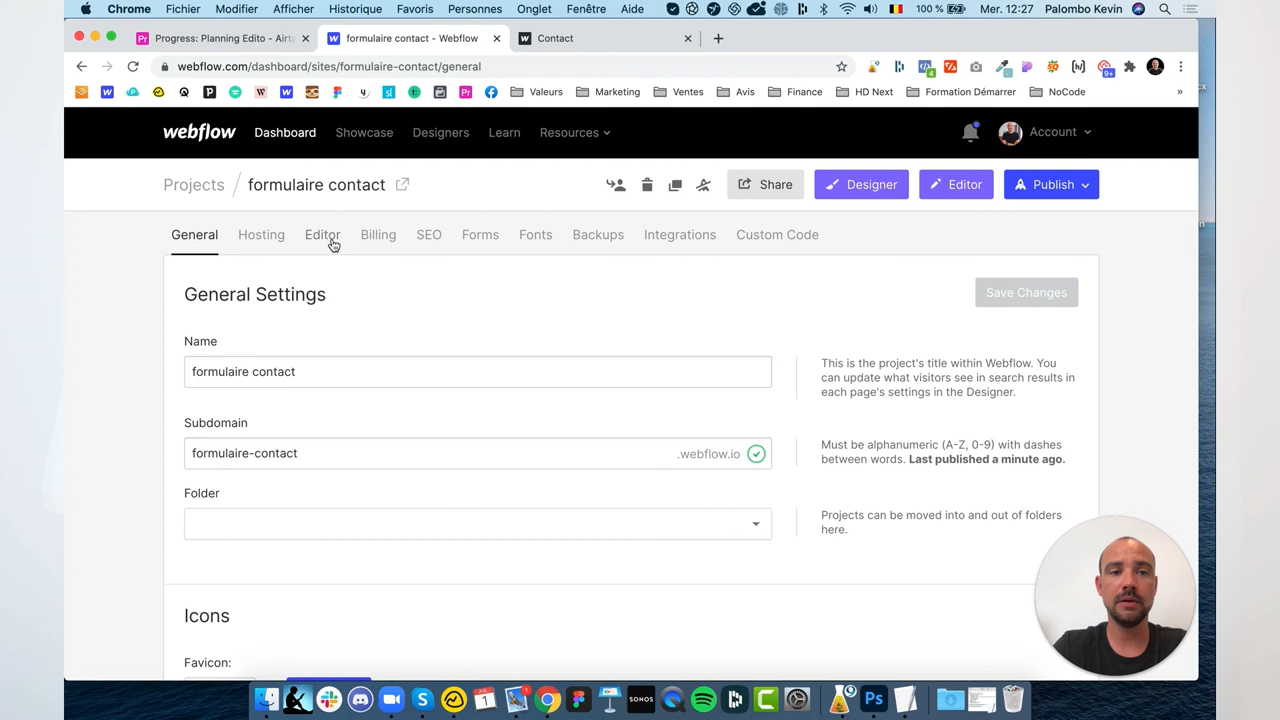 Chrome Fichier Modifier Afficher Historique Favoris Personnes Onglet Fenêtre Aide 100 % Mer. 12:27 Palombo Kevin
Progress: Planning Edito - Airta
formulaire contact - Webflow
Contact
webflow.com/dashboard/sites/formulaire-contact/general
Valeurs Marketing Ventes Avis Finance HD Next Formation Démarrer NoCode »
webflow Dashboard Showcase Designers Learn Resources Account
Projects / formulaire contact Share Designer Editor Publish
General Hosting Editor Billing SEO Forms Fonts Backups Integrations Custom Code
General Settings
Save Changes
Name
formulaire contact
This is the project's title within Webflow. You
can update what visitors see in search results in
each page's settings in the Designer.
Subdomain
formulaire-contact .webflow.io
Must be alphanumeric (A-Z, 0-9) with dashes
between words. Last published a minute ago.
Folder
Projects can be moved into and out of folders
here.
Icons
Favicon:
SONOS
Ps